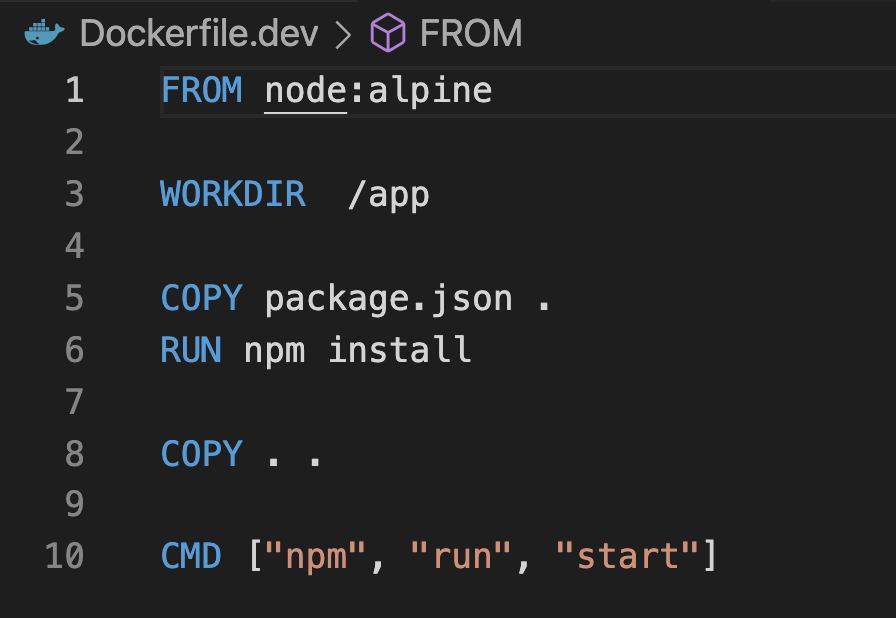 Dockerfile.dev > FROM
1 FROM node:alpine
2
3 WORKDIR  /app
4
5 COPY package.json .
6 RUN npm install
7
8 COPY . .
9
10 CMD ["npm", "run", "start"]